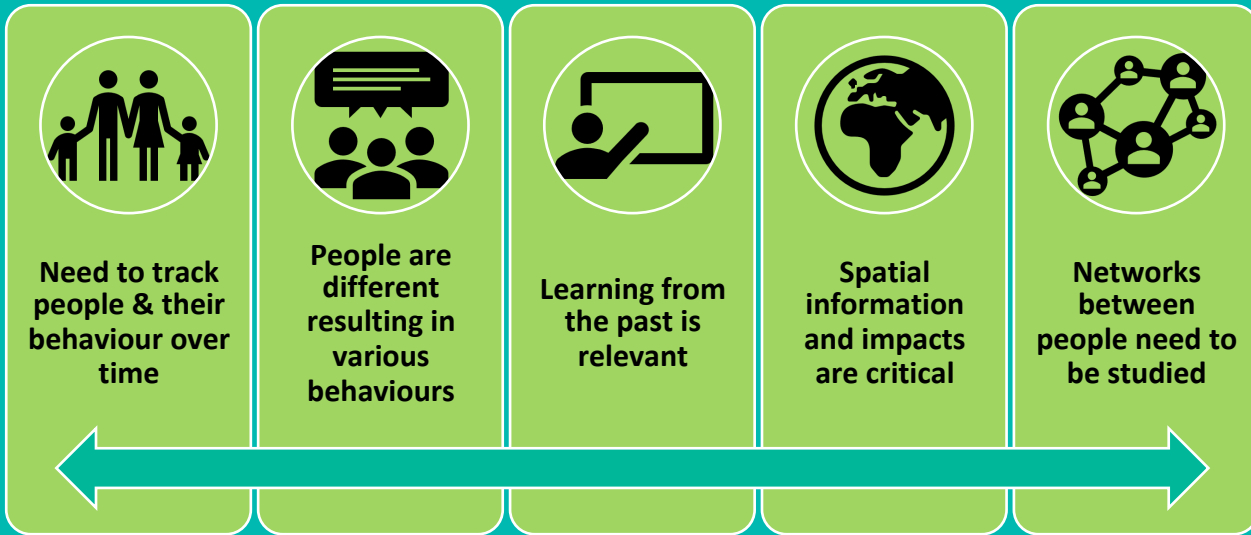 Need to track
people & their
behaviour over
time
People are
different
resulting in
various
behaviours
Learning from
the past is
relevant
Spatial
information
and impacts
are critical
Networks
between
people need to
be studied